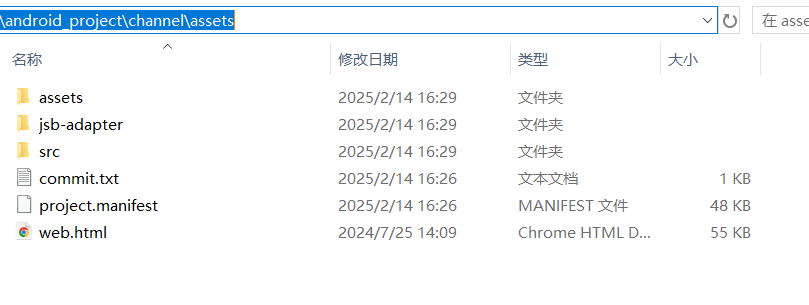 \android_project\channel\assets 在 asse
名称 修改日期 类型 大小
assets 2025/2/14 16:29 文件夹
jsb-adapter 2025/2/14 16:29 文件夹
src 2025/2/14 16:29 文件夹
commit.txt 2025/2/14 16:26 文本文档 1 KB
project.manifest 2025/2/14 16:26 MANIFEST 文件 48 KB
web.html 2024/7/25 14:09 Chrome HTML D... 55 KB